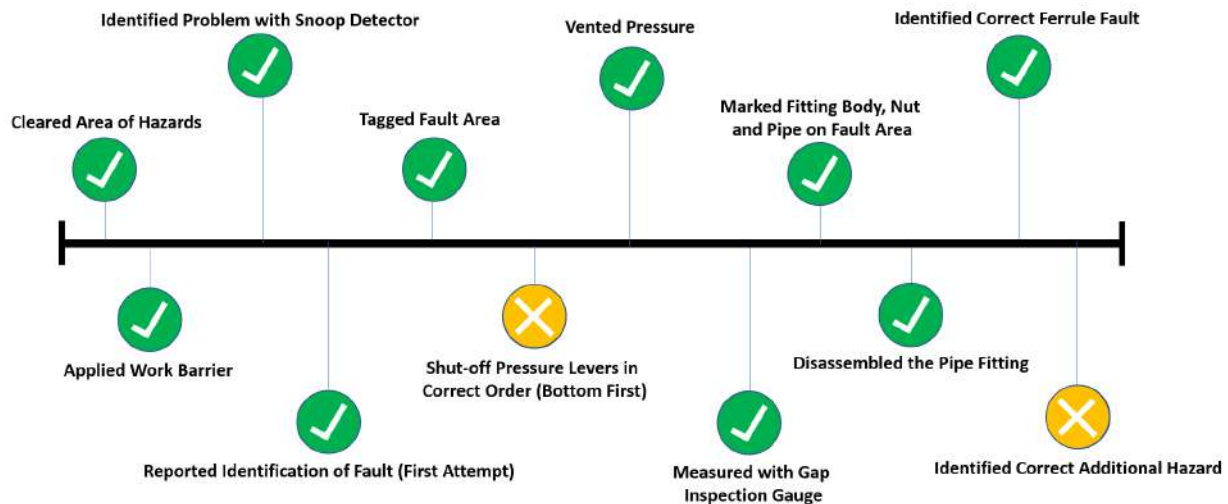 Identified Problem with Snoop Detector
Vented Pressure
Identified Correct Ferrule Fault
Cleared Area of Hazards
Tagged Fault Area
Marked Fitting Body, Nut
and Pipe on Fault Area
Applied Work Barrier
Shut-off Pressure Levers in
Correct Order (Bottom First)
Disassembled the Pipe Fitting
Reported Identification of Fault (First Attempt)
Measured with Gap
Inspection Gauge
Identified Correct Additional Hazard